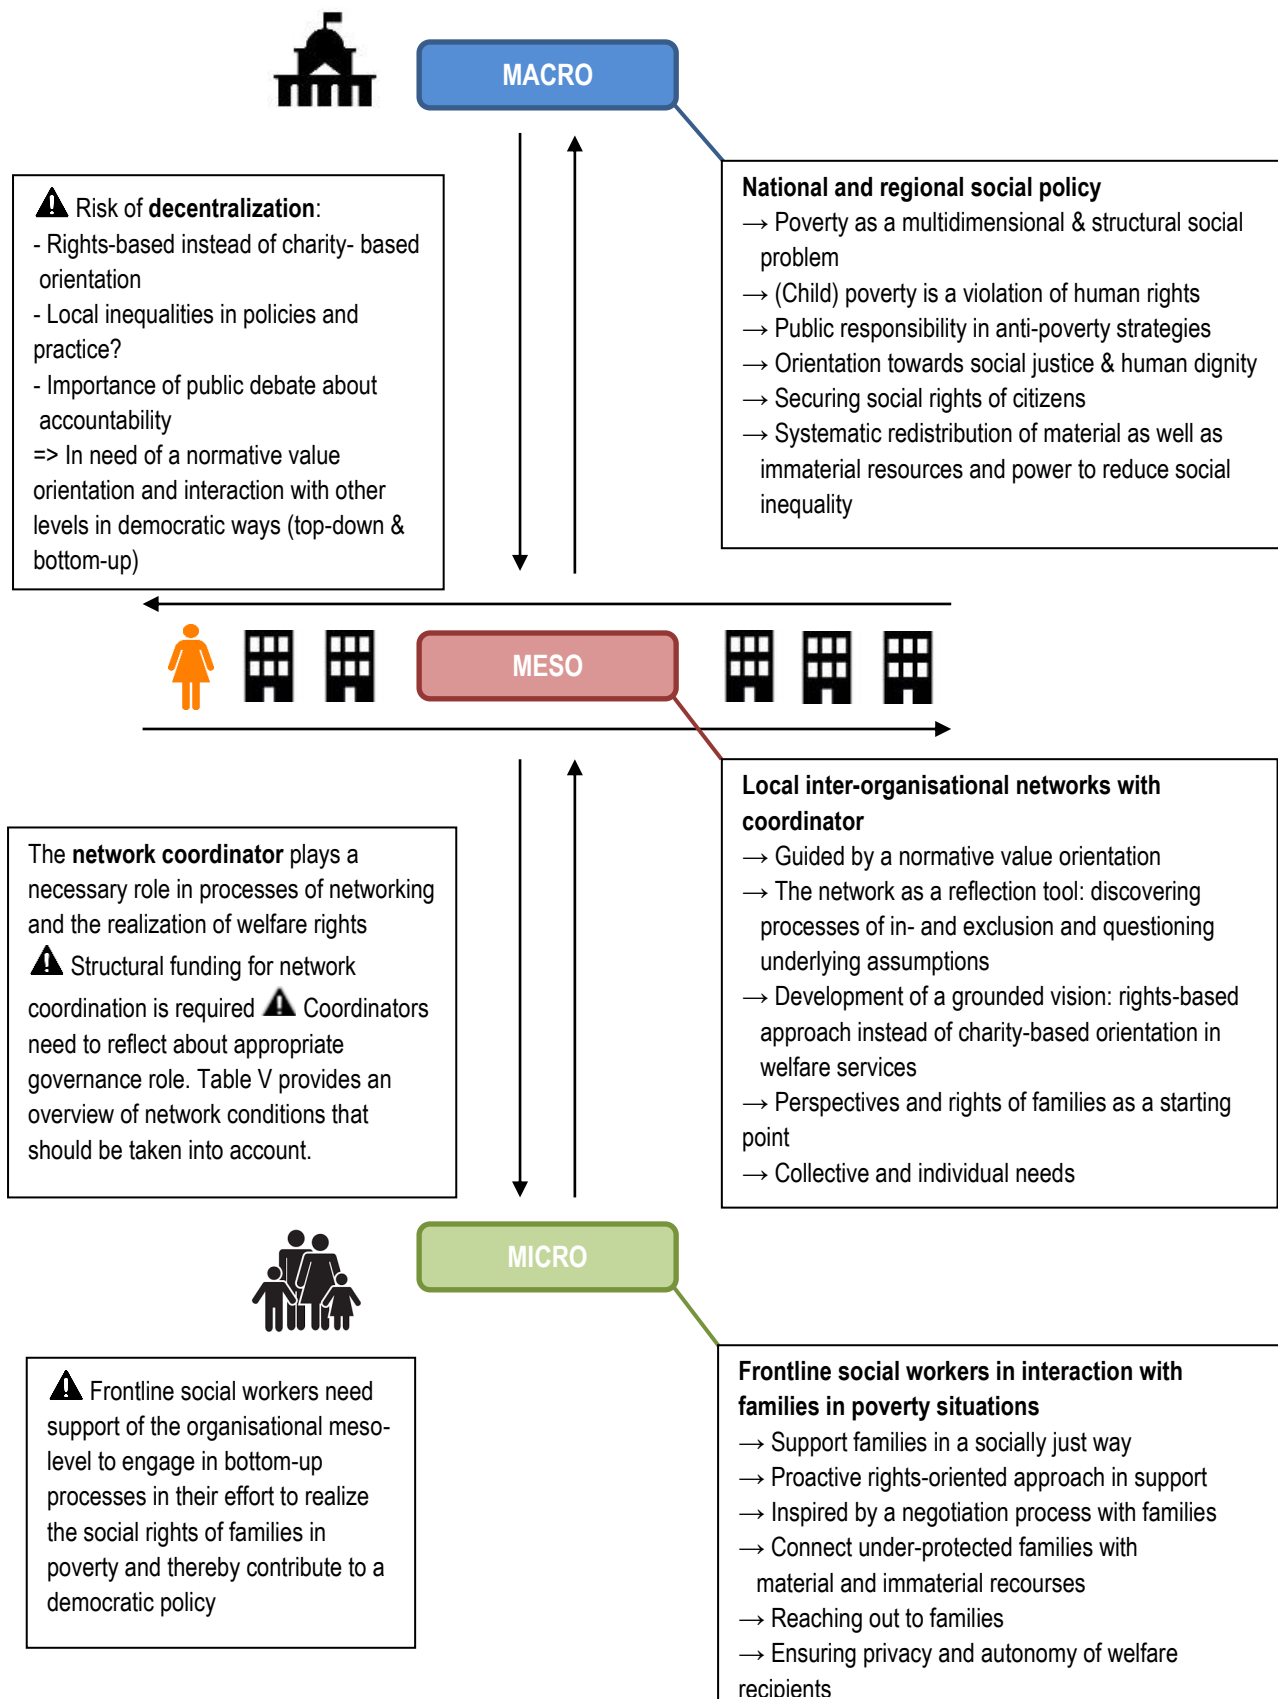 MACRO
Risk of decentralization:
- Rights-based instead of charity- based
orientation
- Local inequalities in policies and
practice?
- Importance of public debate about
accountability
=> In need of a normative value
orientation and interaction with other
levels in democratic ways (top-down &
bottom-up)
National and regional social policy
→ Poverty as a multidimensional & structural social
problem
→ (Child) poverty is a violation of human rights
→ Public responsibility in anti-poverty strategies
→ Orientation towards social justice & human dignity
→ Securing social rights of citizens
→ Systematic redistribution of material as well as
immaterial resources and power to reduce social
inequality
MESO
The network coordinator plays a
necessary role in processes of networking
and the realization of welfare rights
Structural funding for network
coordination is required Coordinators
need to reflect about appropriate
governance role. Table V provides an
overview of network conditions that
should be taken into account.
Local inter-organisational networks with
coordinator
→ Guided by a normative value orientation
→ The network as a reflection tool: discovering
processes of in- and exclusion and questioning
underlying assumptions
→ Development of a grounded vision: rights-based
approach instead of charity-based orientation in
welfare services
→ Perspectives and rights of families as a starting
point
→ Collective and individual needs
MICRO
Frontline social workers need
support of the organisational meso-
level to engage in bottom-up
processes in their effort to realize
the social rights of families in
poverty and thereby contribute to a
democratic policy
Frontline social workers in interaction with
families in poverty situations
→ Support families in a socially just way
→ Proactive rights-oriented approach in support
→ Inspired by a negotiation process with families
→ Connect under-protected families with
material and immaterial recourses
→ Reaching out to families
→ Ensuring privacy and autonomy of welfare
recipients